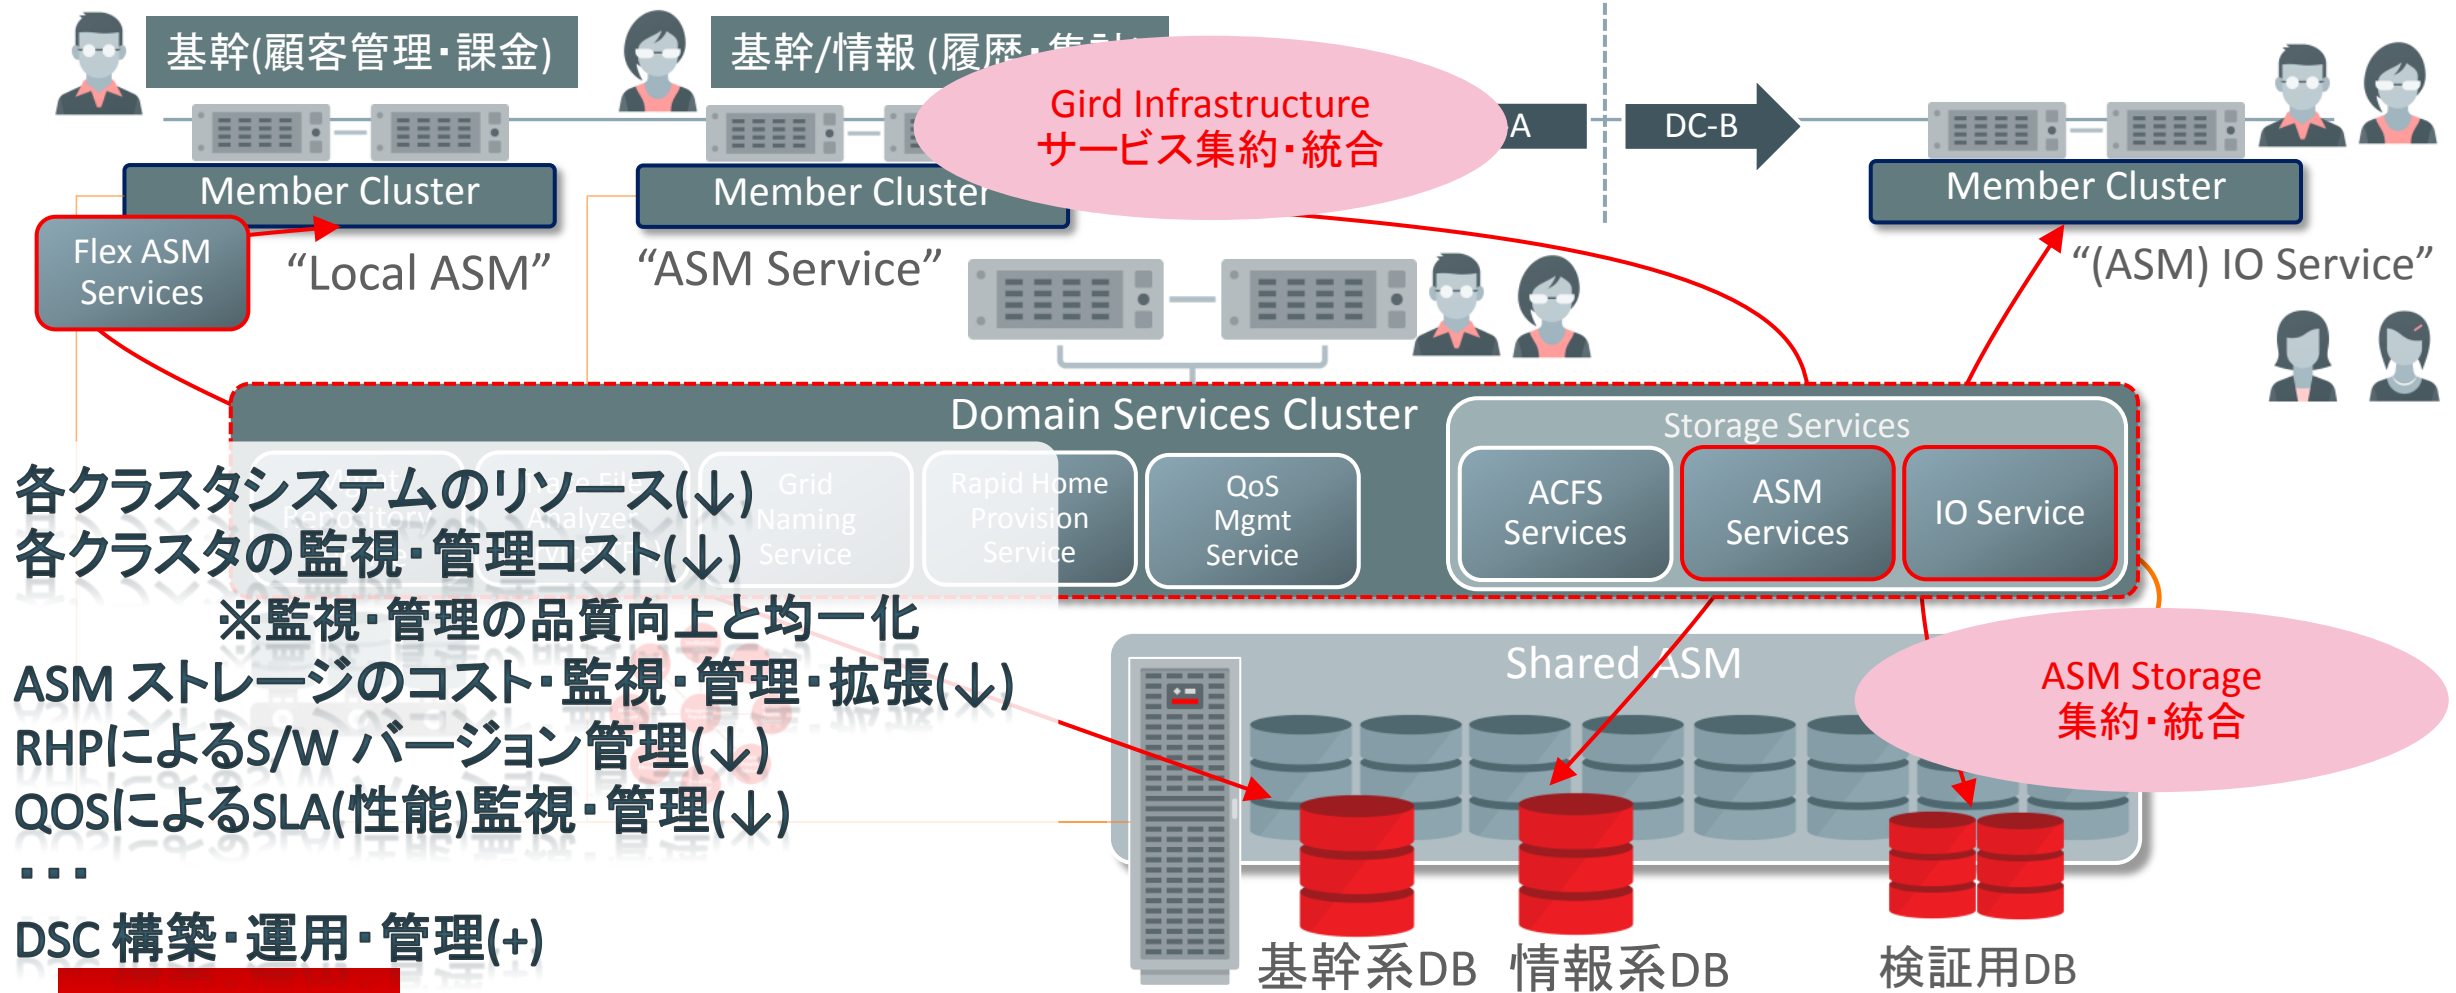 基幹(顧客管理・課金)
基幹/情報 (履歴・集計)
Gird Infrastructure
サービス集約・統合
-A
DC-B
Member Cluster
Member Cluster
Member Cluster
Flex ASM
Services
“Local ASM”
“ASM Service”
“(ASM) IO Service”
Domain Services Cluster
Storage Services
Mgmt
Repository
Trace File
Analyzer
Grid
Naming
Service
Rapid Home
Provision
Service
QoS
Mgmt
Service
ACFS
Services
ASM
Services
IO Service
各クラスタシステムのリソース(↓)
各クラスタの監視・管理コスト(↓)
※監視・管理の品質向上と均一化
ASM ストレージのコスト・監視・管理・拡張(↓)
RHPによるS/W バージョン管理(↓)
QOSによるSLA(性能)監視・管理(↓)
・・・
DSC 構築・運用・管理(+)
Shared ASM
ASM Storage
集約・統合
基幹系DB
情報系DB
検証用DB